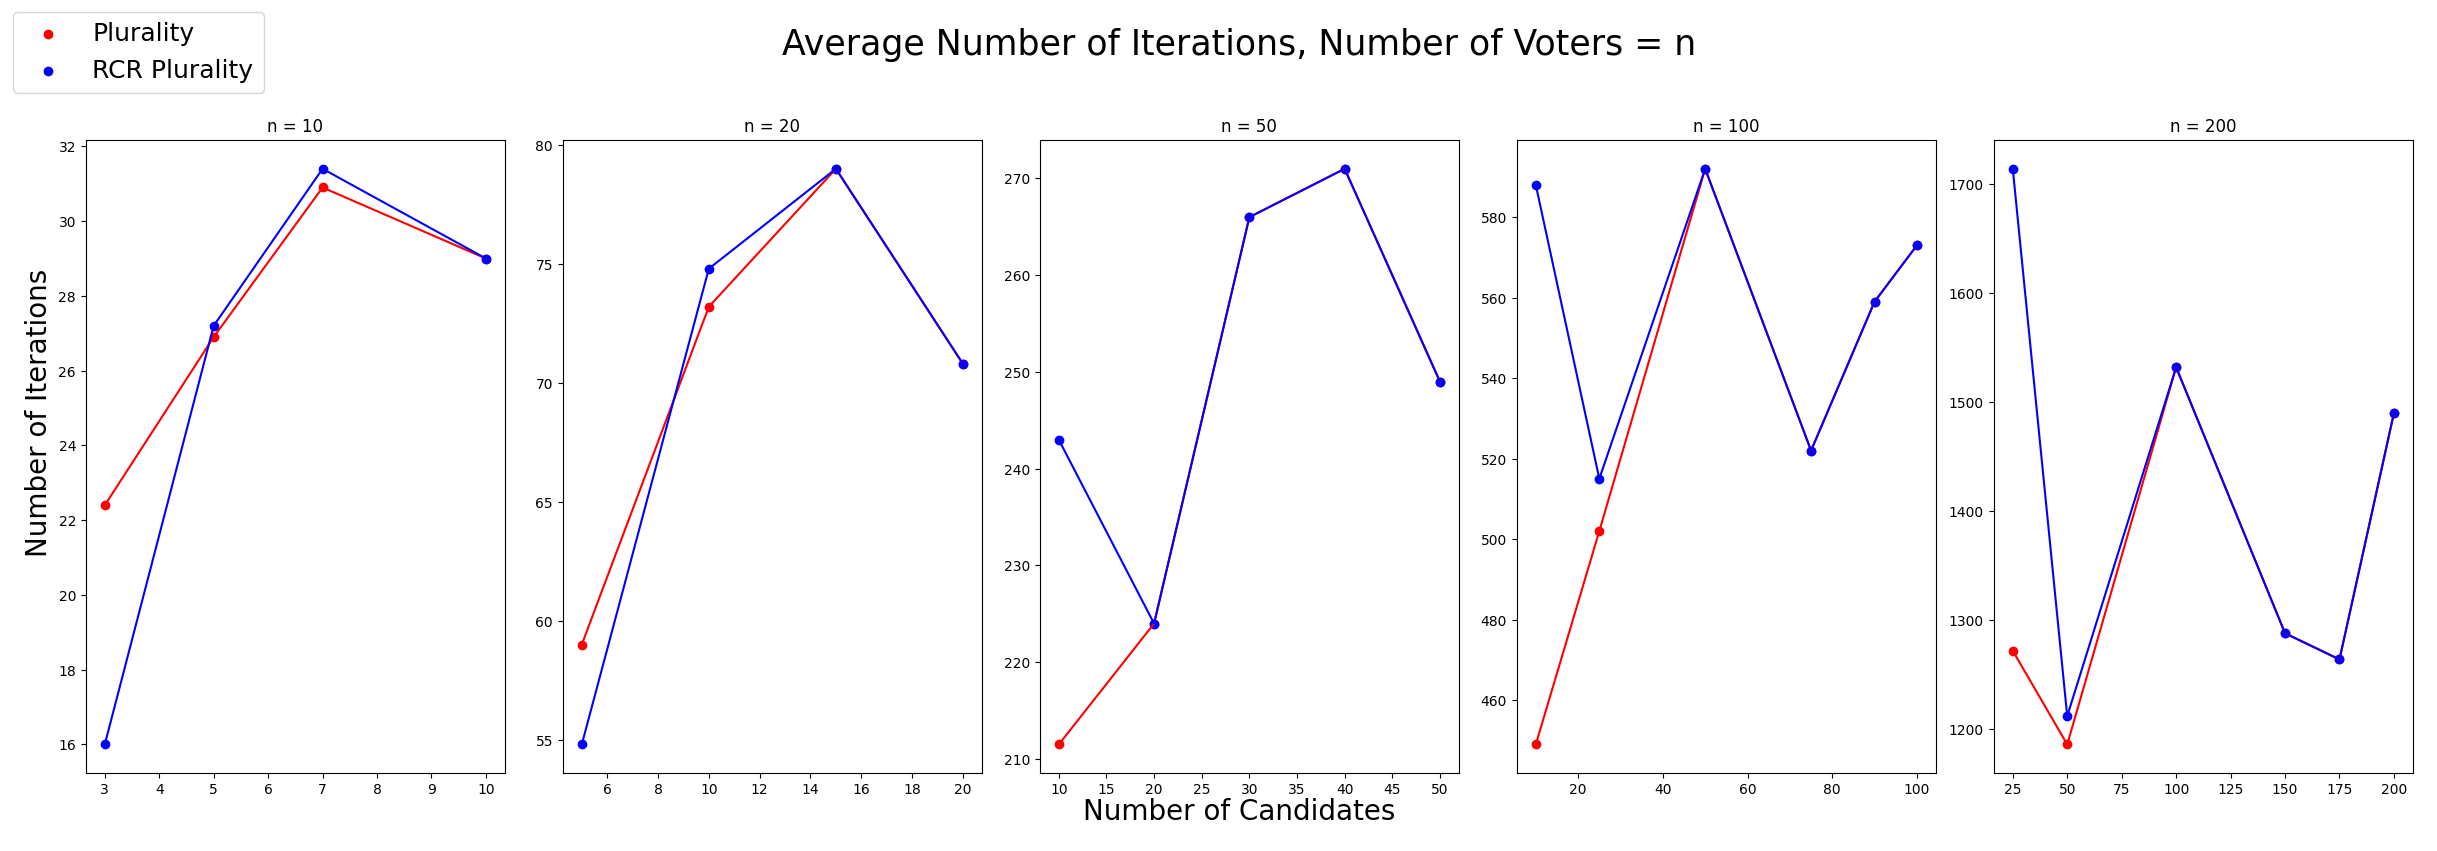 Plurality
RCR Plurality
Average Number of Iterations, Number of Voters = n
n = 10
n = 20
n = 50
n = 100
n = 200
Number of Iterations
32
30
28
26
24
22
20
18
16
3 4 5 6 7 8 9 10
80
75
70
65
60
55
6 8 10 12 14 16 18 20
270
260
250
240
230
220
210
10 15 20 25 30 35 40 45 50
580
560
540
520
500
480
460
20 40 60 80 100
1700
1600
1500
1400
1300
1200
25 50 75 100 125 150 175 200
Number of Candidates